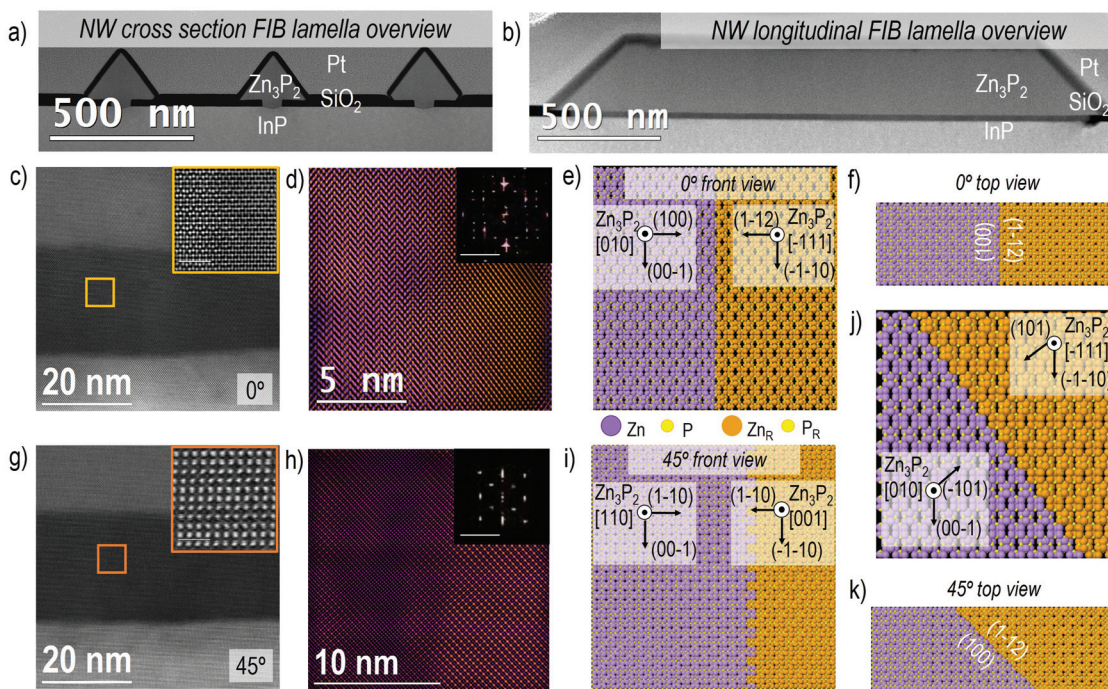 a)
NW cross section FIB lamella overview
Pt
Zn3P2
SiO2
500 nm
InP
b)
NW longitudinal FIB lamella overview
Pt
Zn3P2
SiO2
500 nm
InP
c)
20 nm
0º
d)
5 nm
e)
0º front view
Zn3P2
[010]
(100)
(00-1)
(1-12)
Zn3P2
[-111]
(-1-10)
f)
0º top view
(001)
(1-12)
Zn
P
ZnR
PR
g)
20 nm
45º
h)
10 nm
i)
45º front view
Zn3P2
[110]
(1-10)
(00-1)
(1-10)
Zn3P2
[001]
(-1-10)
j)
(101)
Zn3P2
[-111]
(-1-10)
Zn3P2
[010]
(-101)
(00-1)
k)
45º top view
(100)
(1-12)